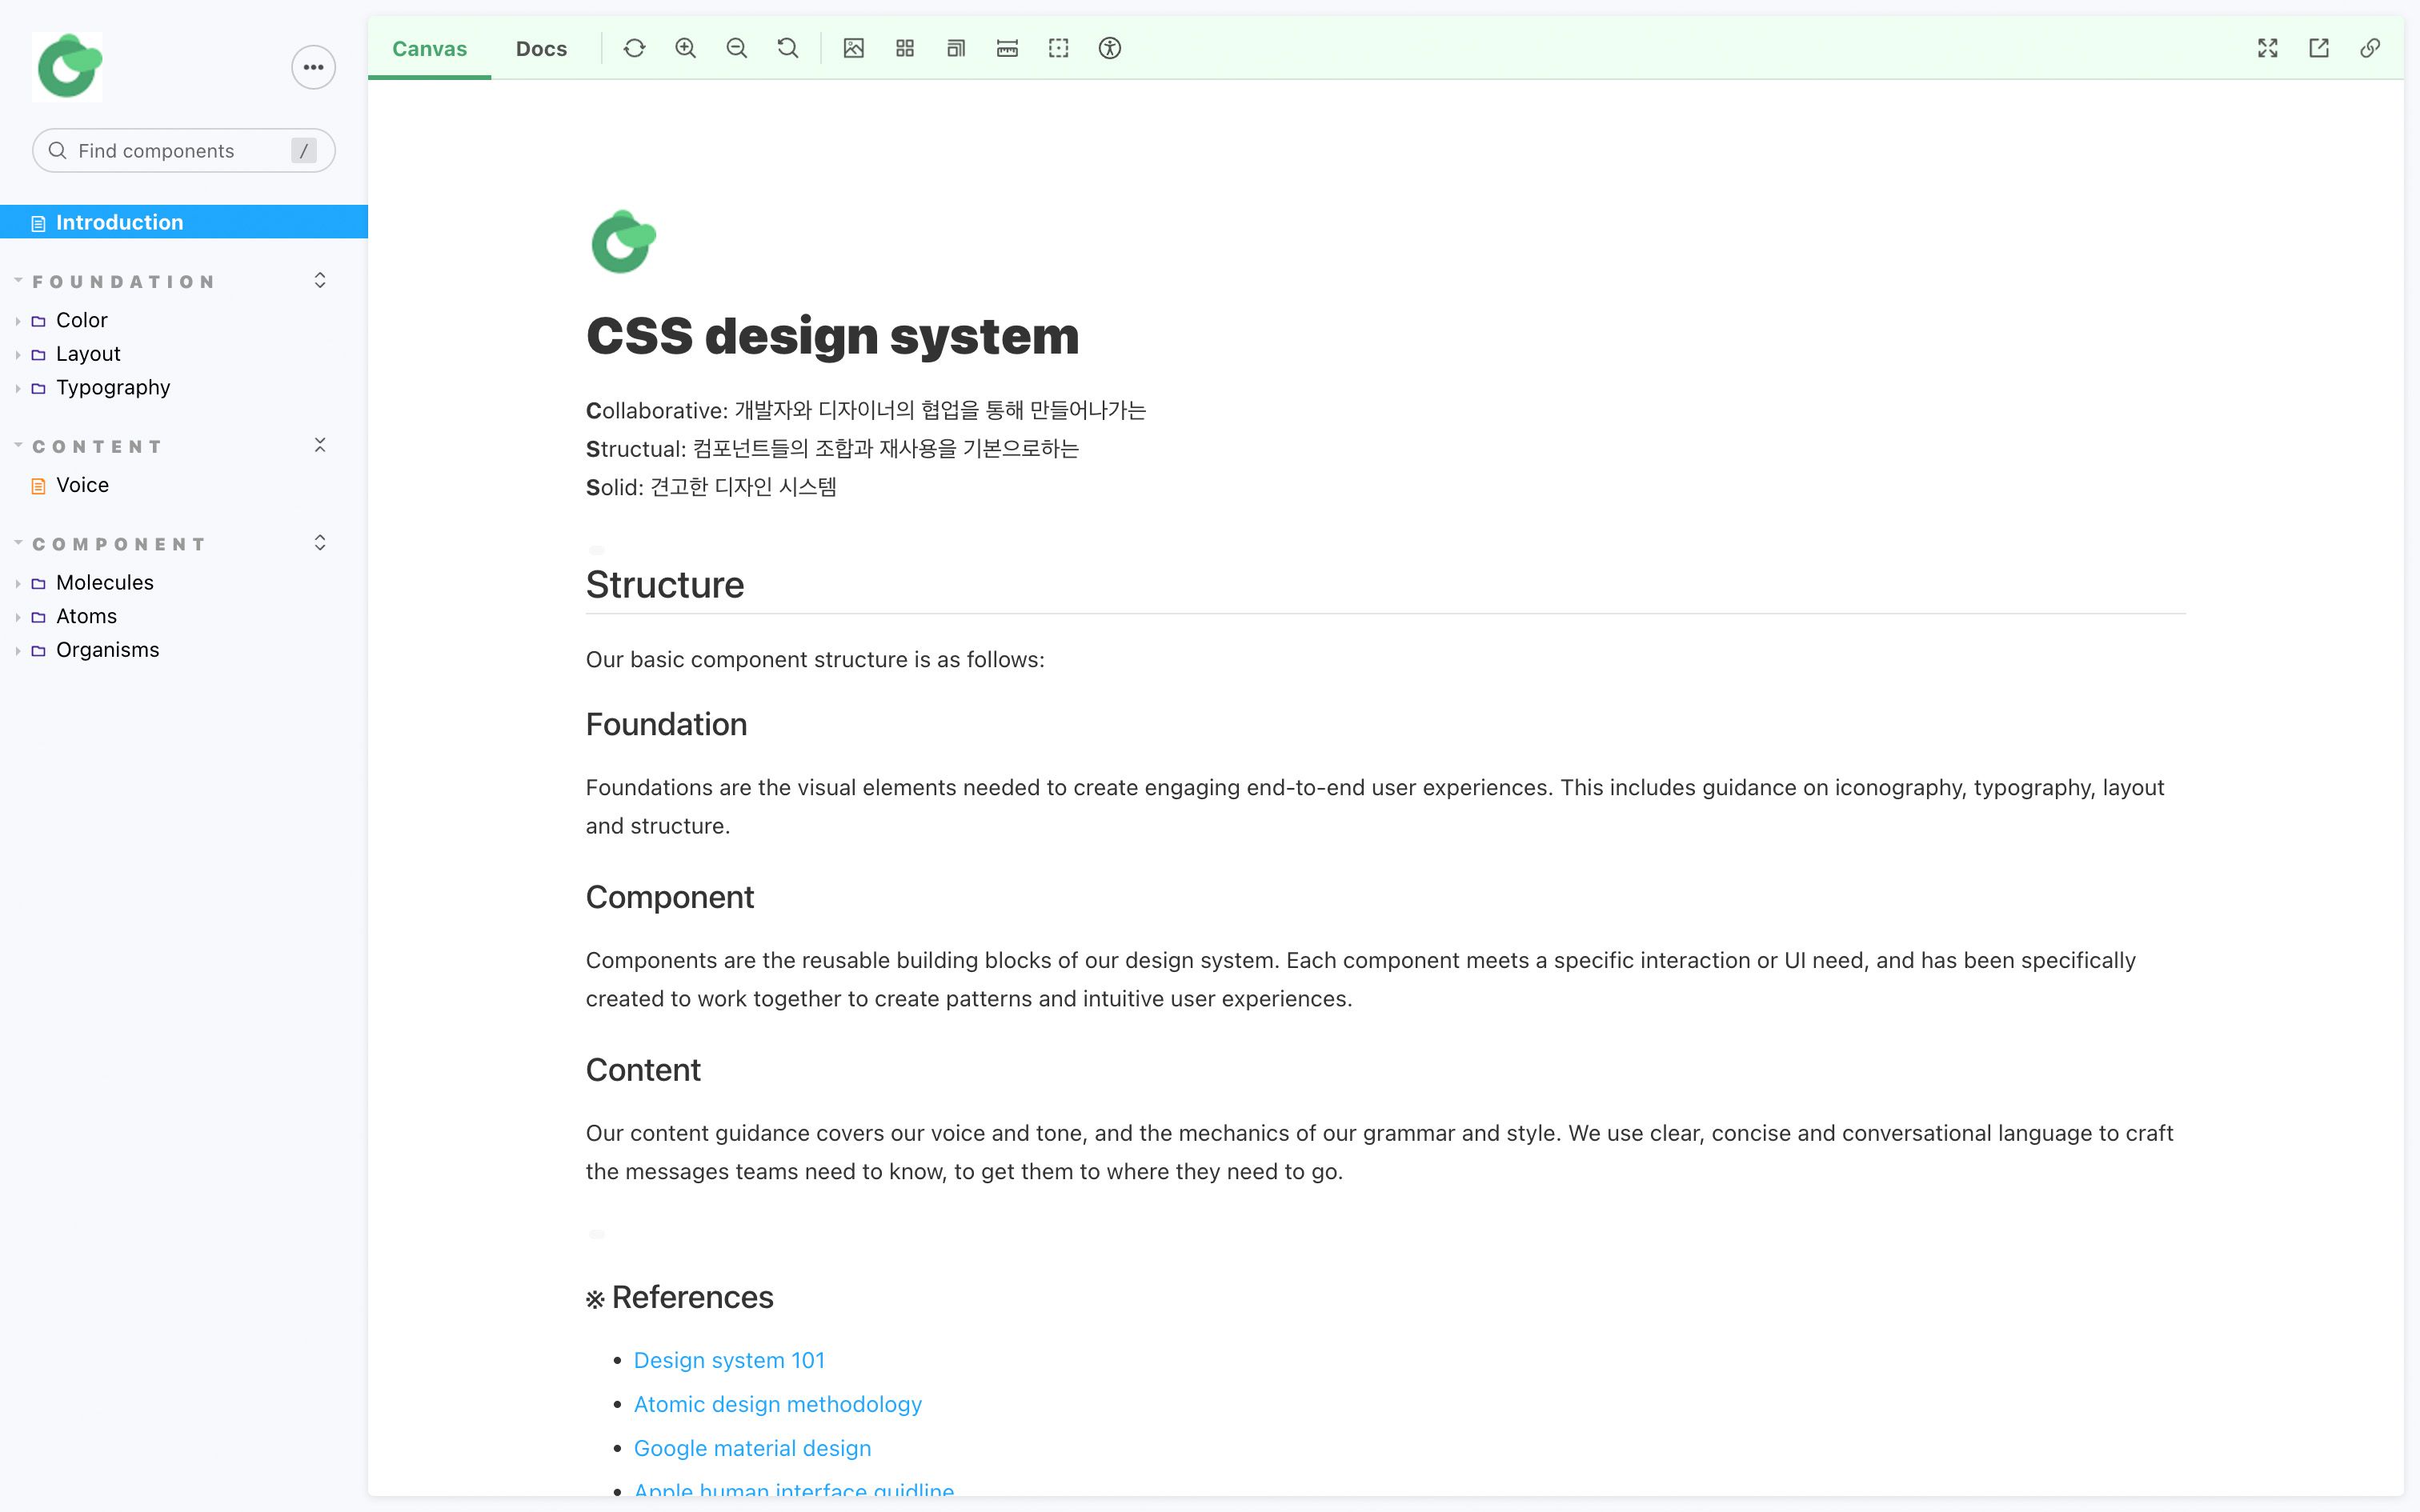 Find components /
Introduction
FOUNDATION
Color
Layout
Typography
CONTENT
Voice
COMPONENT
Molecules
Atoms
Organisms
Canvas Docs
CSS design system
Collaborative: 개발자와 디자이너의 협업을 통해 만들어나가는
Structual: 컴포넌트들의 조합과 재사용을 기본으로하는
Solid: 견고한 디자인 시스템
Structure
Our basic component structure is as follows:
Foundation
Foundations are the visual elements needed to create engaging end-to-end user experiences. This includes guidance on iconography, typography, layout
and structure.
Component
Components are the reusable building blocks of our design system. Each component meets a specific interaction or UI need, and has been specifically
created to work together to create patterns and intuitive user experiences.
Content
Our content guidance covers our voice and tone, and the mechanics of our grammar and style. We use clear, concise and conversational language to craft
the messages teams need to know, to get them to where they need to go.
※ References
• Design system 101
• Atomic design methodology
• Google material design
• Apple human interface guidline